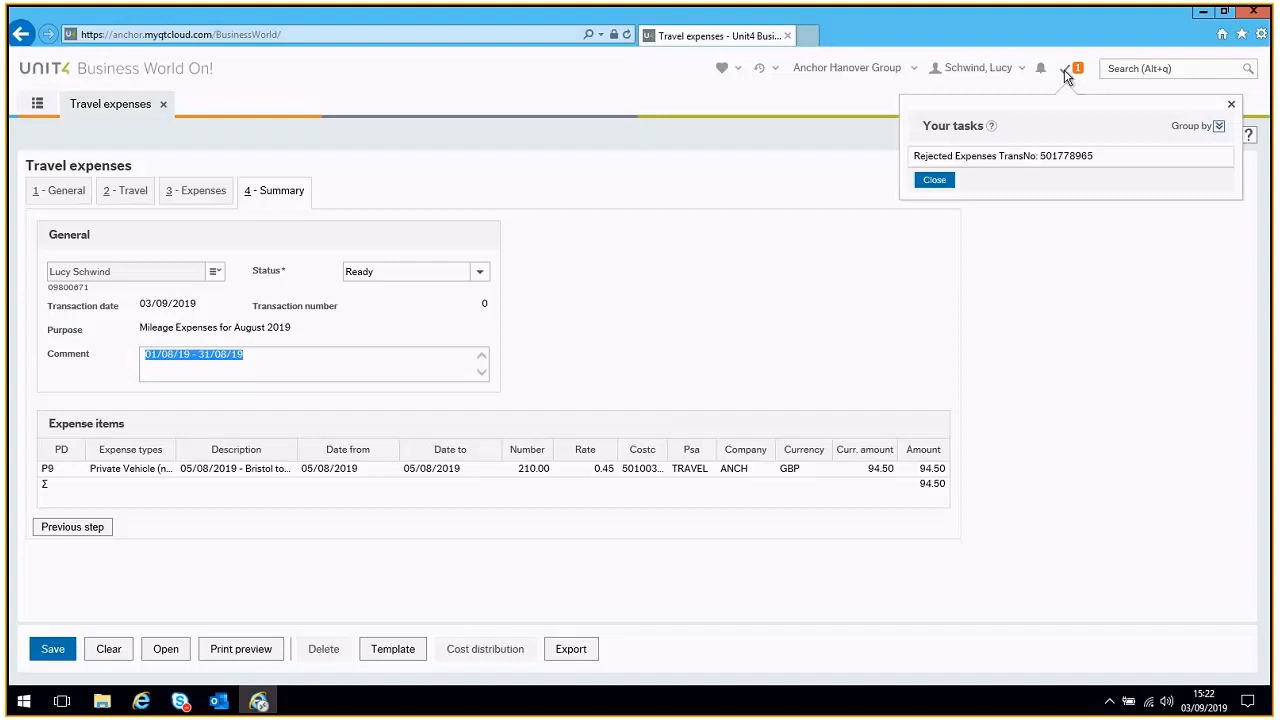 https://anchor.myqtcloud.com/BusinessWorld/
Travel expenses - Unit4 Busi...
UNIT4 Business World On!
Anchor Hanover Group
Schwind, Lucy
1
Search (Alt+q)
Travel expenses
Your tasks ?
Group by
?
Rejected Expenses TransNo: 501778965
Close
Travel expenses
1 - General
2 - Travel
3 - Expenses
4 - Summary
General
Lucy Schwind
Status*
Ready
09800671
Transaction date
03/09/2019
Transaction number
0
Purpose
Mileage Expenses for August 2019
Comment
01/08/19 - 31/08/19
Expense items
PD Expense types Description Date from Date to Number Rate Costc Psa Company Currency Curr. amount Amount
P9 Private Vehicle (n... 05/08/2019 - Bristol to... 05/08/2019 05/08/2019 210.00 0.45 501003... TRAVEL ANCH GBP 94.50 94.50
Σ 94.50
Previous step
Save
Clear
Open
Print preview
Delete
Template
Cost distribution
Export
15:22
03/09/2019